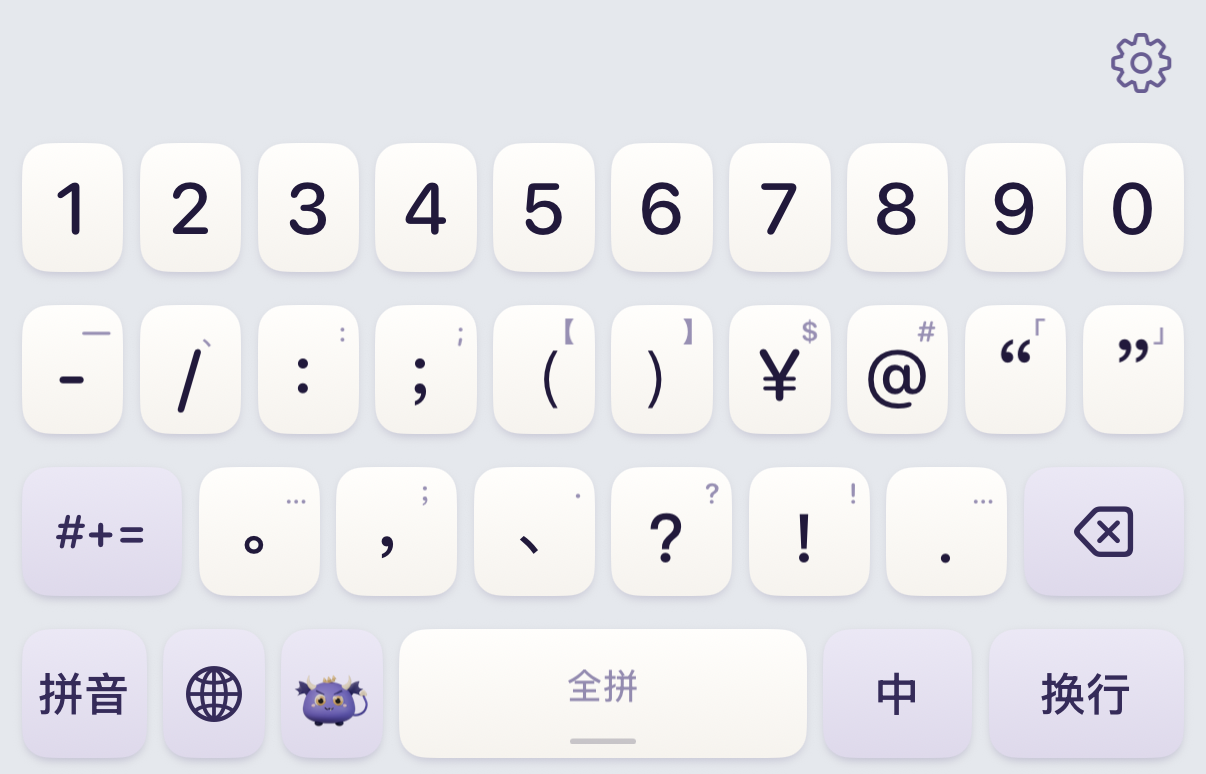 1 2 3 4 5 6 7 8 9 0
— 、 : ; 【 】 $ # 「 」
- / : ; ( ) ¥ @ “ ”
… ; · ? ! …
#+= 。 , 、 ? ! .
拼音 全拼 中 换行